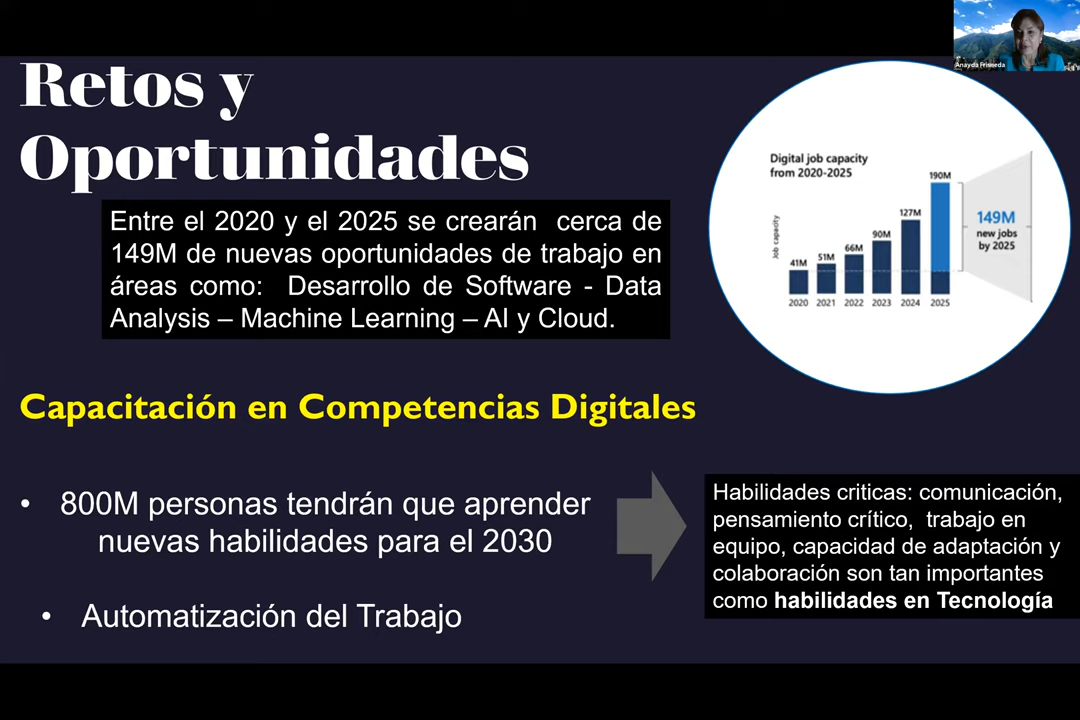 Retos y
Oportunidades
Entre el 2020 y el 2025 se crearán cerca de
149M de nuevas oportunidades de trabajo en
áreas como: Desarrollo de Software - Data
Analysis – Machine Learning – AI y Cloud.
Digital job capacity
from 2020-2025
Job capacity
41M
51M
66M
90M
127M
190M
2020
2021
2022
2023
2024
2025
149M
new jobs
by 2025
Capacitación en Competencias Digitales
• 800M personas tendrán que aprender
nuevas habilidades para el 2030
• Automatización del Trabajo
Habilidades criticas: comunicación,
pensamiento crítico, trabajo en
equipo, capacidad de adaptación y
colaboración son tan importantes
como habilidades en Tecnología
Anayda